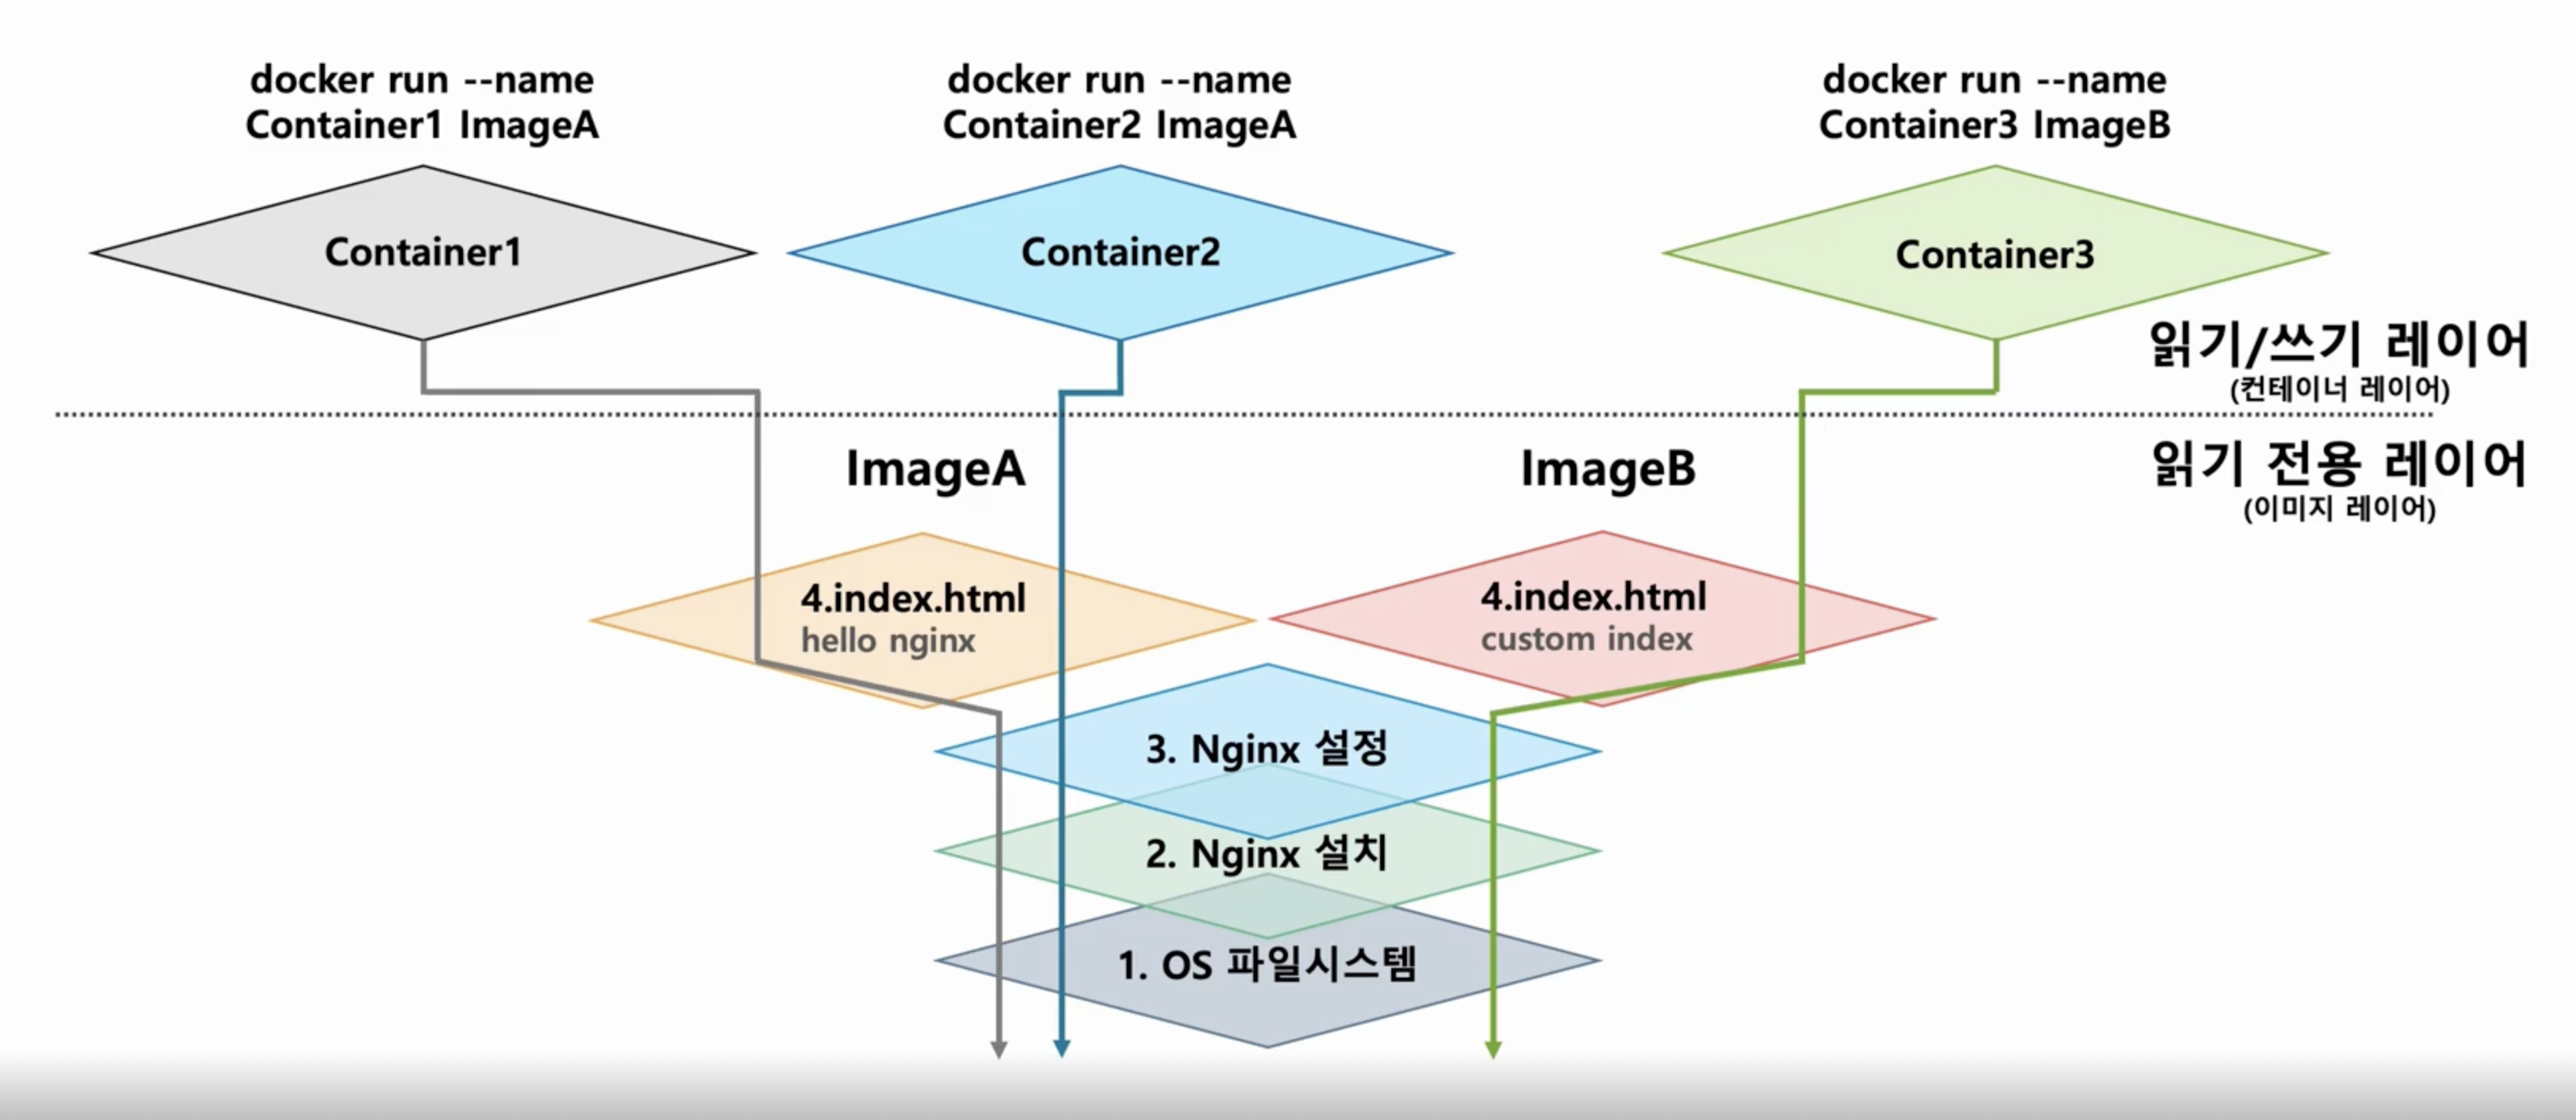 docker run --name
Container1 ImageA
docker run --name
Container2 ImageA
docker run --name
Container3 ImageB
Container1
Container2
Container3
읽기/쓰기 레이어
(컨테이너 레이어)
ImageA
ImageB
읽기 전용 레이어
(이미지 레이어)
4.index.html
hello nginx
4.index.html
custom index
3. Nginx 설정
2. Nginx 설치
1. OS 파일시스템